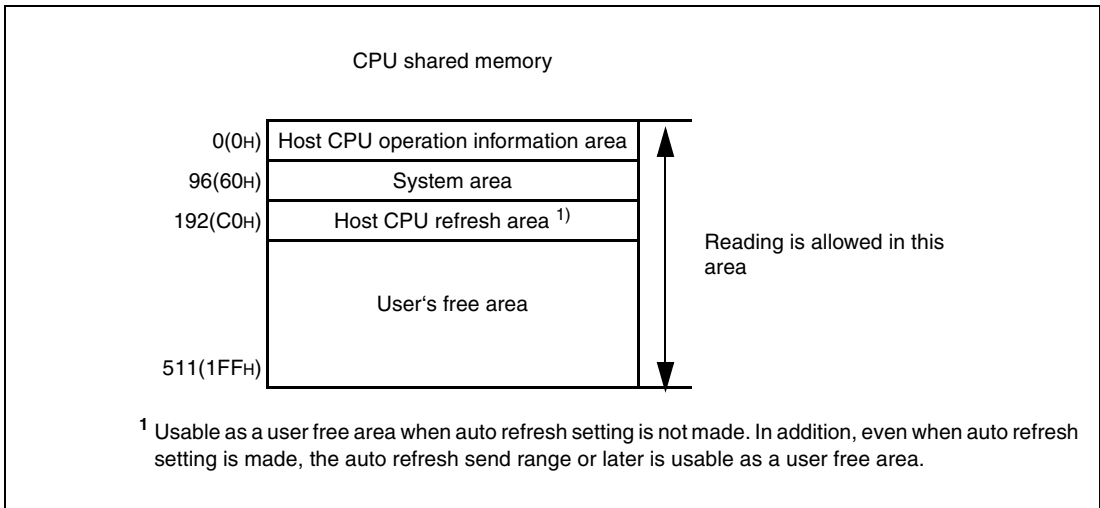 CPU shared memory
0(0H) Host CPU operation information area
96(60H) System area
192(C0H) Host CPU refresh area 1)
Reading is allowed in this
area
User‘s free area
511(1FFH)
1 Usable as a user free area when auto refresh setting is not made. In addition, even when auto refresh
setting is made, the auto refresh send range or later is usable as a user free area.